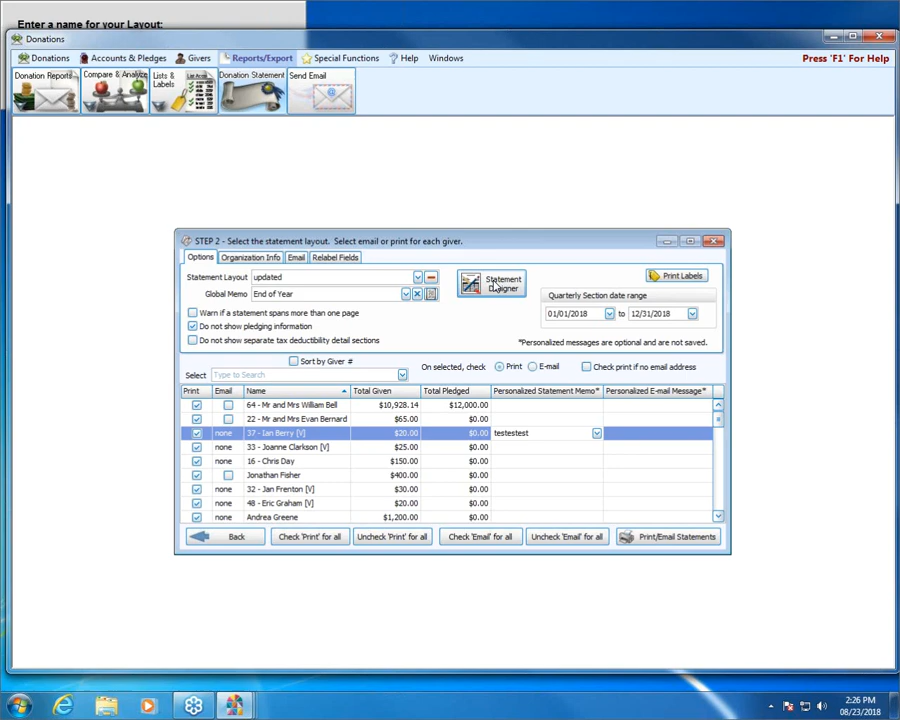 Enter a name for your Layout:
Donations
Donations Accounts & Pledges Givers Reports/Export Special Functions Help Windows Press 'F1' For Help
Donation Reports Compare & Analyze Lists & Labels Donation Statement Send Email
STEP 2 - Select the statement layout. Select email or print for each giver.
Options Organization Info Email Relabel Fields
Statement Layout updated Statement Designer Print Labels
Global Memo End of Year Quarterly Section date range
Warn if a statement spans more than one page 01/01/2018 to 12/31/2018
Do not show pledging information
Do not show separate tax deductibility detail sections *Personalized messages are optional and are not saved.
Sort by Giver # On selected, check Print E-mail Check print if no email address
Select Type to Search
Print Email Name Total Given Total Pledged Personalized Statement Memo* Personalized E-mail Message*
64 - Mr and Mrs William Bell $10,928.14 $12,000.00
22 - Mr and Mrs Evan Bernard $65.00 $0.00
none 37 - Ian Berry [V] $20.00 $0.00 testestest
none 33 - Joanne Clarkson [V] $25.00 $0.00
none 16 - Chris Day $150.00 $0.00
Jonathan Fisher $400.00 $0.00
none 32 - Jan Frenton [V] $30.00 $0.00
none 48 - Eric Graham [V] $20.00 $0.00
none Andrea Greene $1,200.00 $0.00
Back Check 'Print' for all Uncheck 'Print' for all Check 'Email' for all Uncheck 'Email' for all Print/Email Statements
2:26 PM
08/23/2018